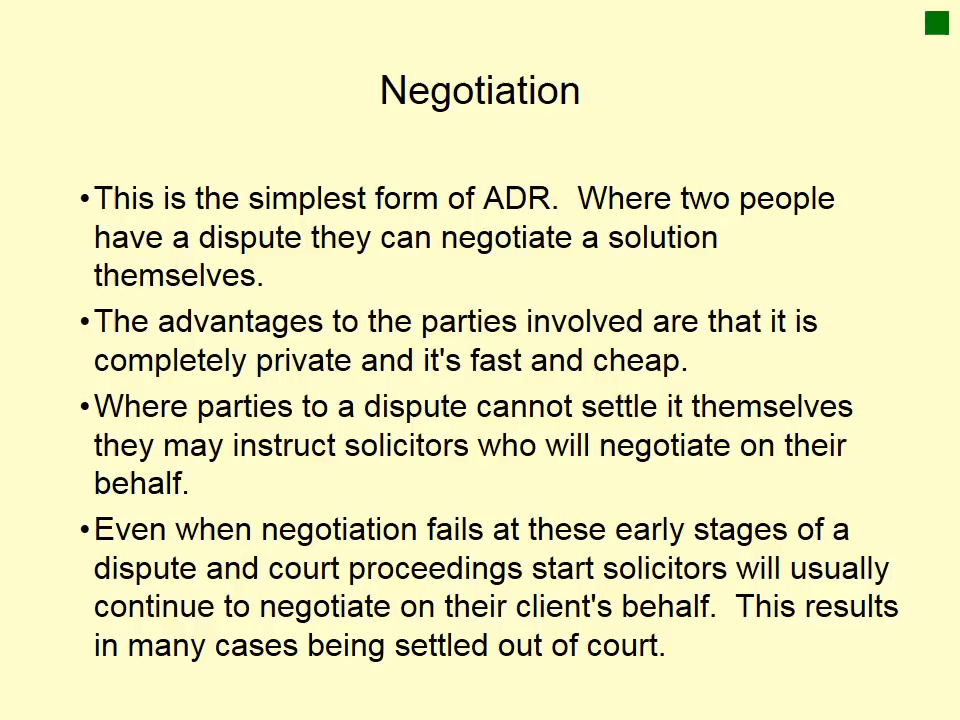 Negotiation
•This is the simplest form of ADR.  Where two people
have a dispute they can negotiate a solution
themselves.
•The advantages to the parties involved are that it is
completely private and it's fast and cheap.
•Where parties to a dispute cannot settle it themselves
they may instruct solicitors who will negotiate on their
behalf.
•Even when negotiation fails at these early stages of a
dispute and court proceedings start solicitors will usually
continue to negotiate on their client's behalf.  This results
in many cases being settled out of court.